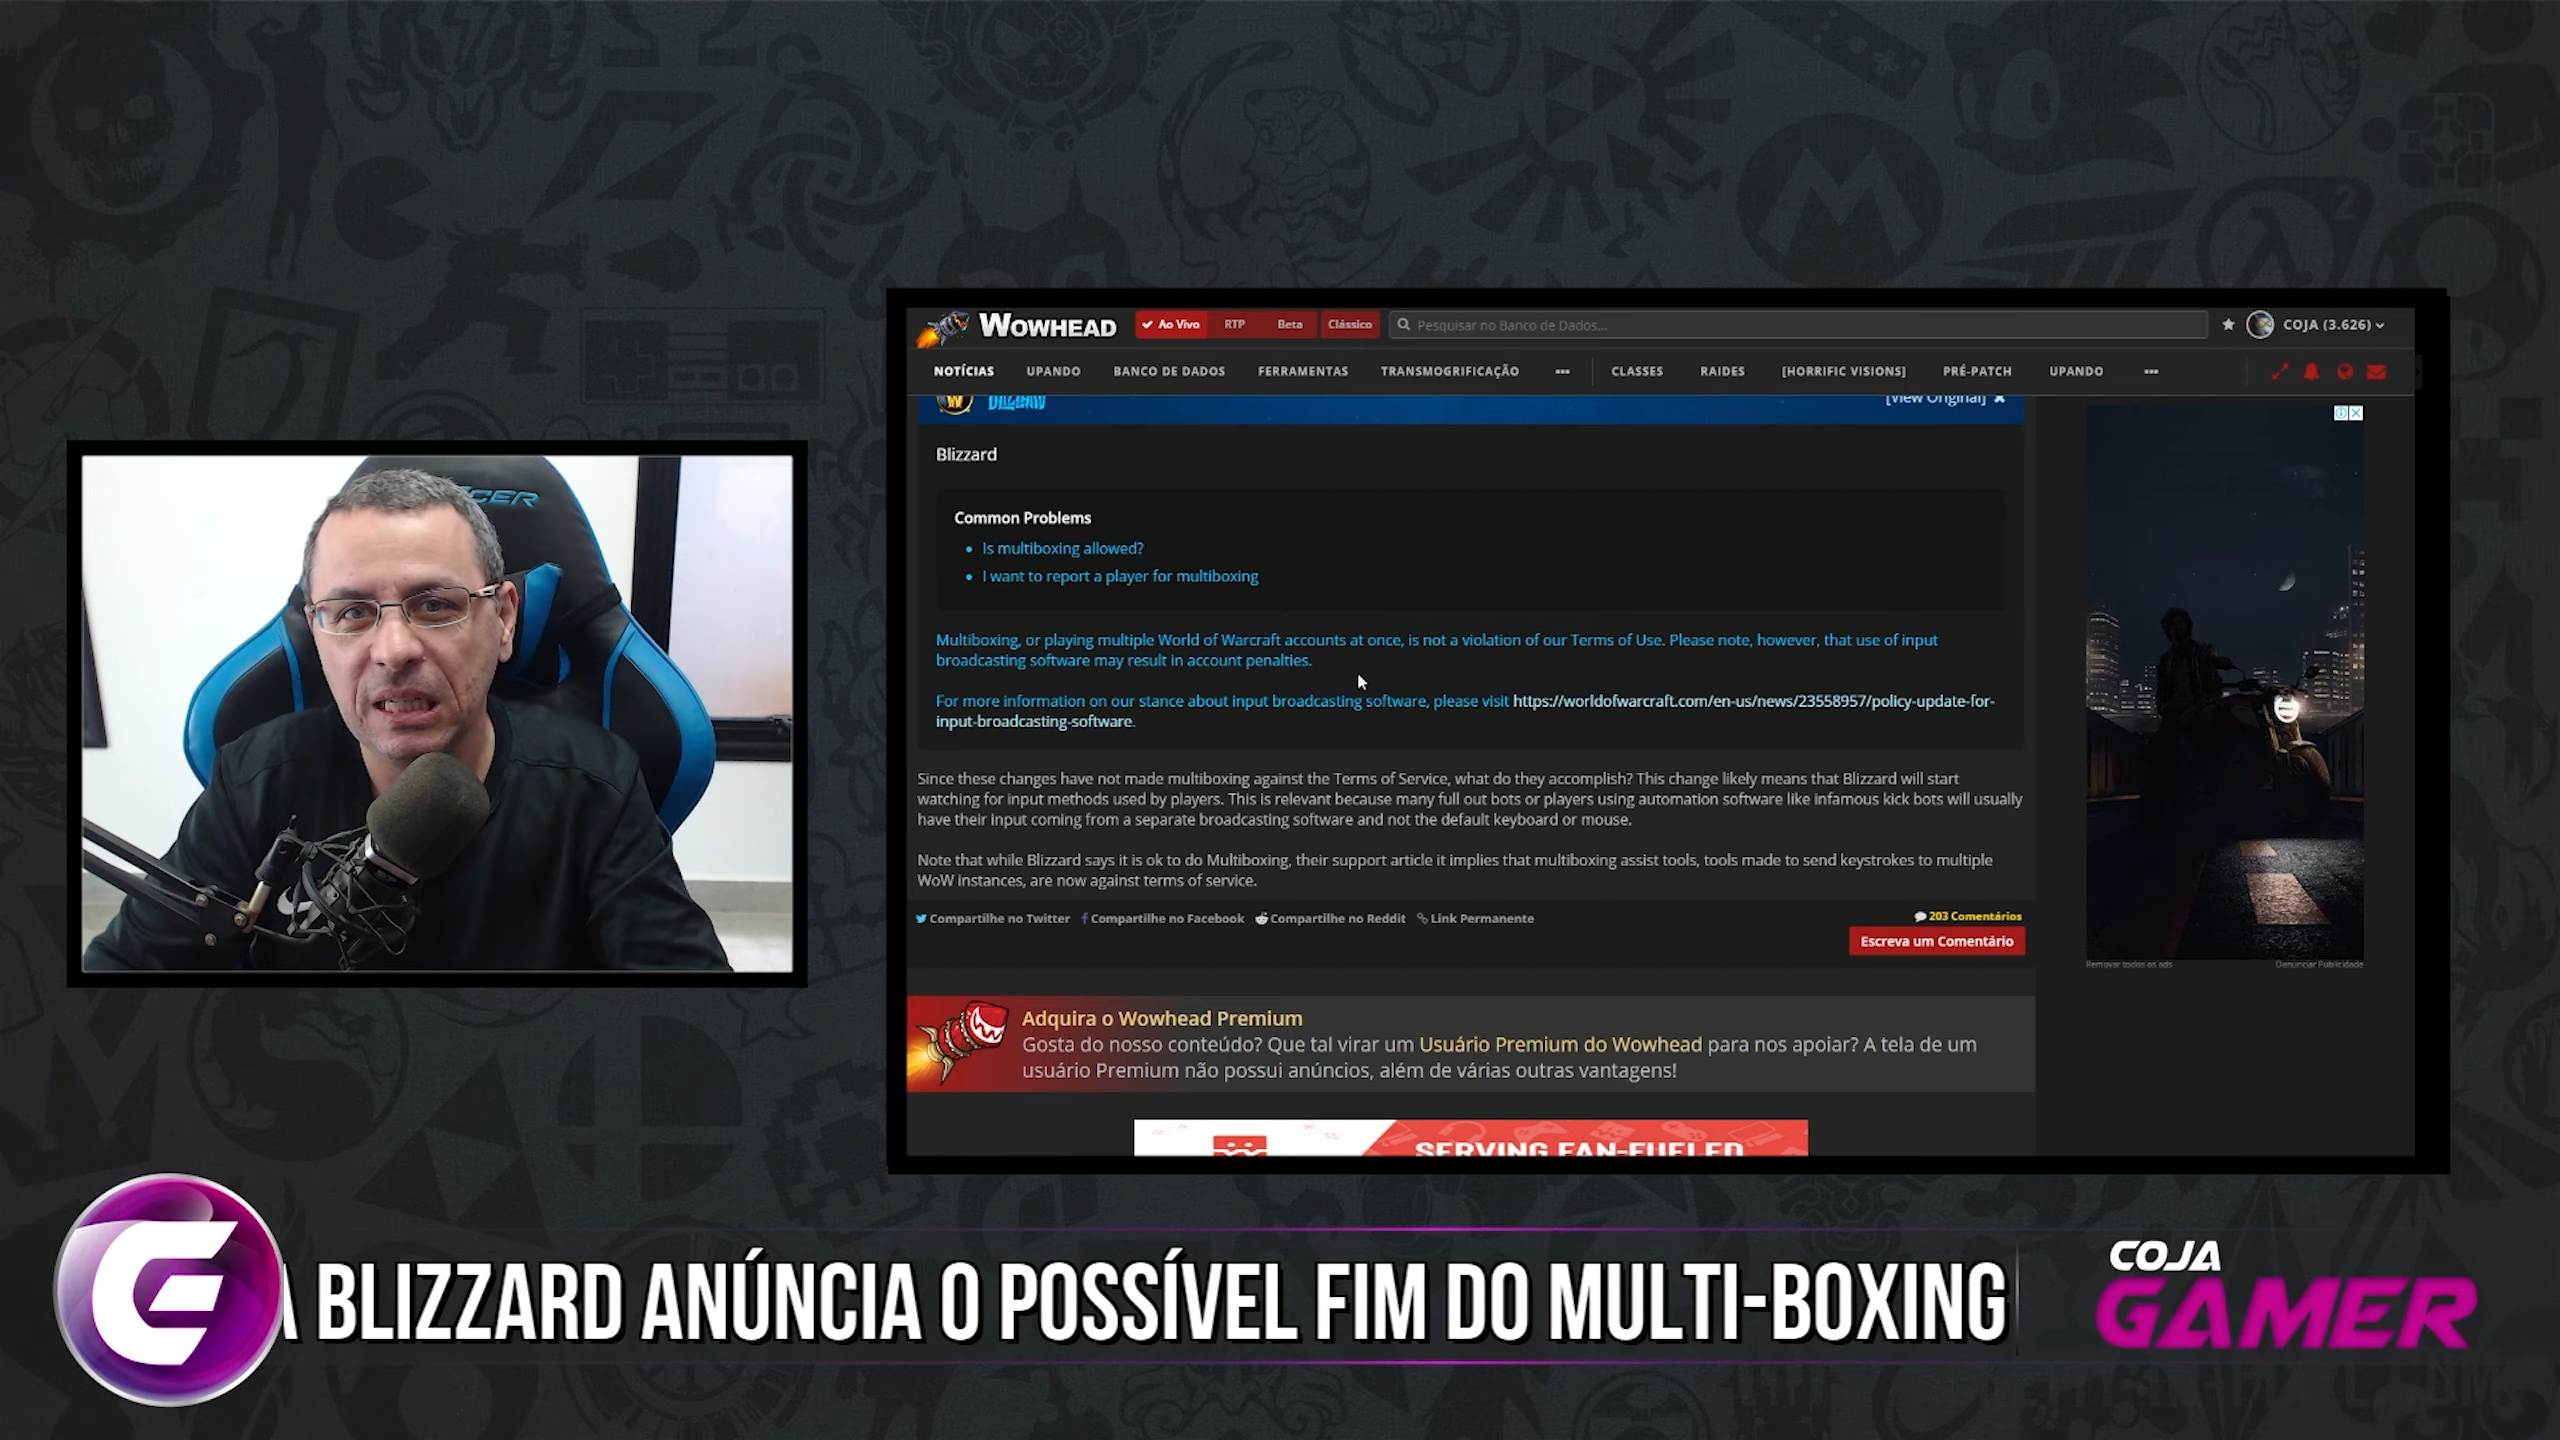 WOWHEAD
Ao Vivo RTP Beta Clássico
Pesquisar no Banco de Dados...
COJA (3.626)
NOTÍCIAS UPANDO BANCO DE DADOS FERRAMENTAS TRANSMOGRIFICAÇÃO ••• CLASSES RAIDES [HORRIFIC VISIONS] PRÉ-PATCH UPANDO •••
BLIZZARD [View Original]
Blizzard
Common Problems
• Is multiboxing allowed?
• I want to report a player for multiboxing
Multiboxing, or playing multiple World of Warcraft accounts at once, is not a violation of our Terms of Use. Please note, however, that use of input
broadcasting software may result in account penalties.
For more information on our stance about input broadcasting software, please visit https://worldofwarcraft.com/en-us/news/23558957/policy-update-for-
input-broadcasting-software.
Since these changes have not made multiboxing against the Terms of Service, what do they accomplish? This change likely means that Blizzard will start
watching for input methods used by players. This is relevant because many full out bots or players using automation software like infamous kick bots will usually
have their input coming from a separate broadcasting software and not the default keyboard or mouse.
Note that while Blizzard says it is ok to do Multiboxing, their support article it implies that multiboxing assist tools, tools made to send keystrokes to multiple
WoW instances, are now against terms of service.
Compartilhe no Twitter Compartilhe no Facebook Compartilhe no Reddit Link Permanente
203 Comentários
Escreva um Comentário
Remover todos os ads Denunciar Publicidade
Adquira o Wowhead Premium
Gosta do nosso conteúdo? Que tal virar um Usuário Premium do Wowhead para nos apoiar? A tela de um
usuário Premium não possui anúncios, além de várias outras vantagens!
SERVING FAN-FUELED
A BLIZZARD ANÚNCIA O POSSÍVEL FIM DO MULTI-BOXING
COJA
GAMER